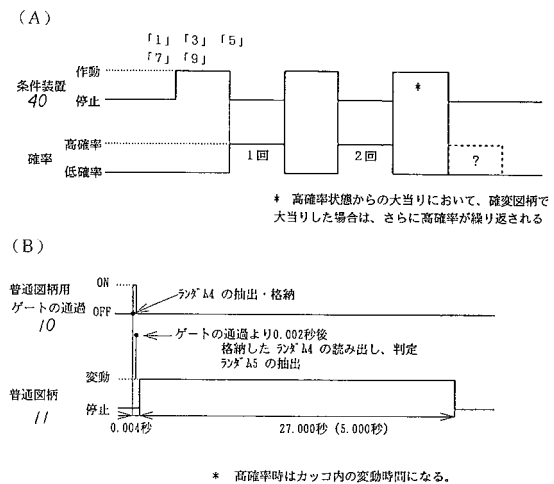 (A)
「1」「3」「5」
「7」「9」
作動
条件装置
40
停止
*
高確率
確率
1回
2回
?
低確率
* 高確率状態からの大当りにおいて、確変図柄で
大当りした場合は、さらに高確率が繰り返される
(B)
ON
普通図柄用
ゲートの通過
10
OFF
ランダム4 の抽出・格納
ゲートの通過より0.002秒後
格納した ランダム4 の読み出し、判定
ランダム5 の抽出
変動
普通図柄
11
停止
0.004秒
27.000秒 (5.000秒)
* 高確率時はカッコ内の変動時間になる。